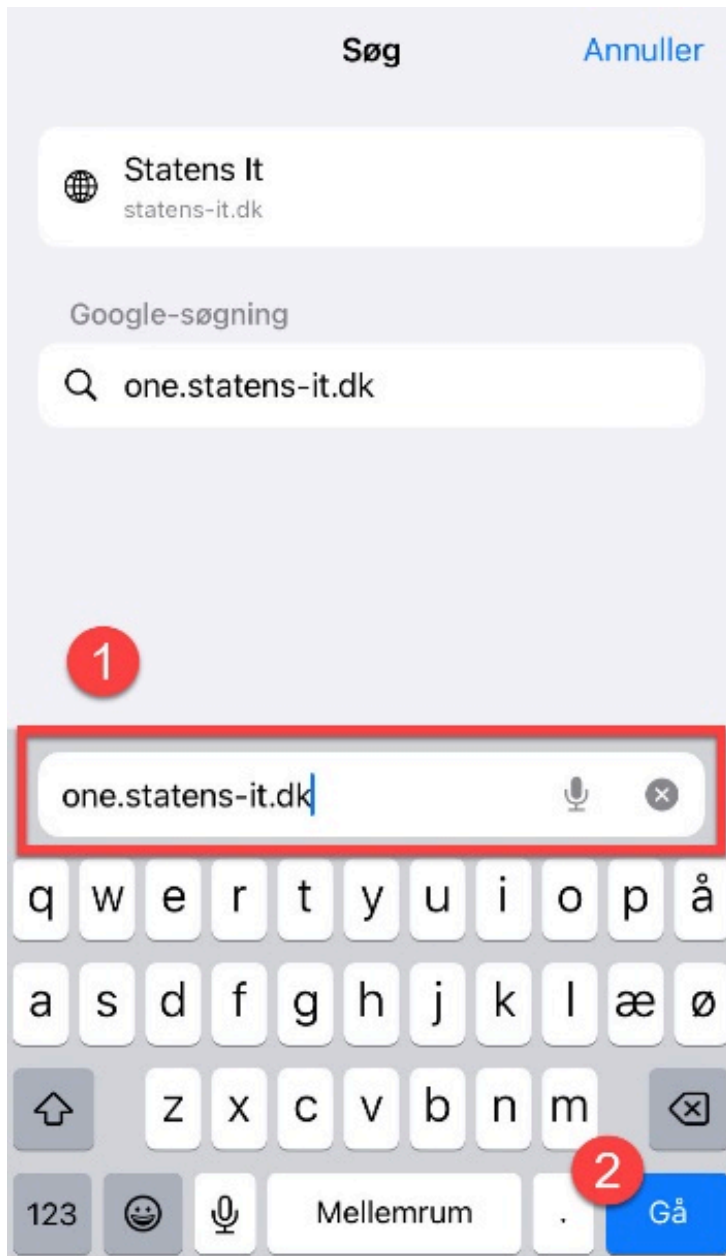 Søg Annuller
Statens It
statens-it.dk
Google-søgning
one.statens-it.dk
1
one.statens-it.dk
q w e r t y u i o p å
a s d f g h j k l æ ø
z x c v b n m
2
123 Mellemrum . Gå